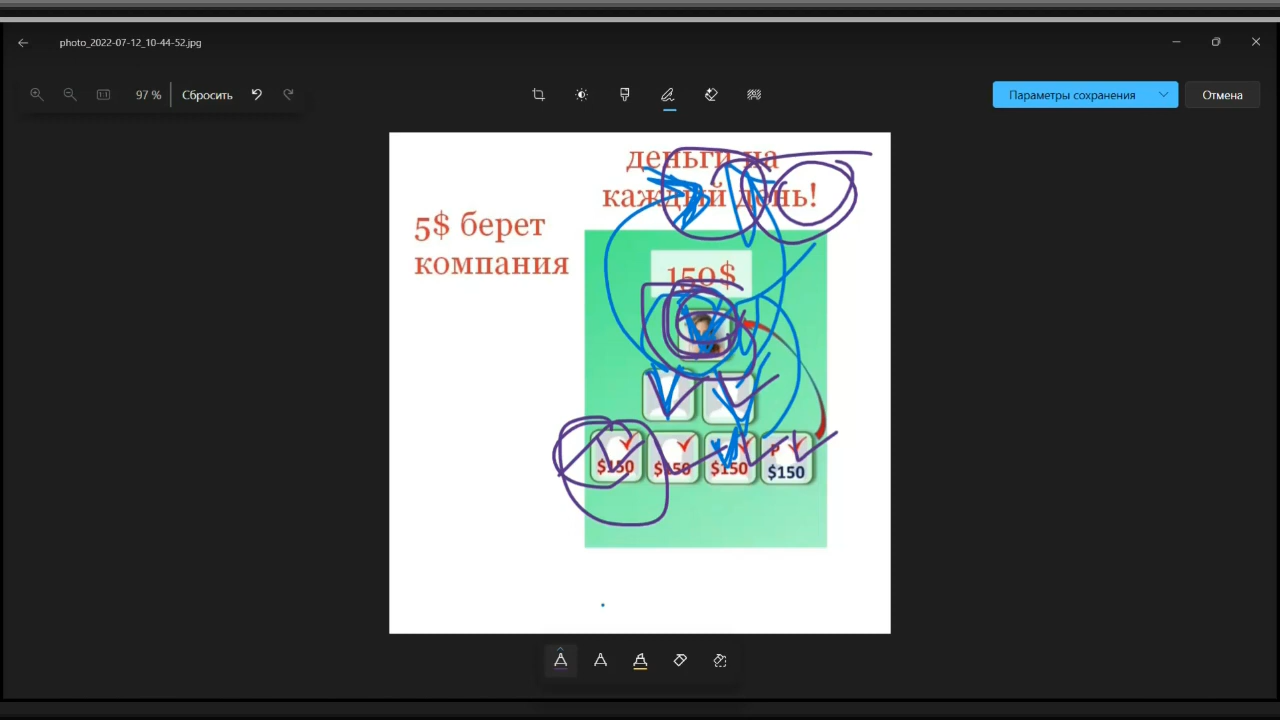 photo_2022-07-12_10-44-52.jpg
97 %
Сбросить
Параметры сохранения
Отмена
деньги на
каждый день!
5$ берет
компания
150$
$150
$150
$150
Р
$150